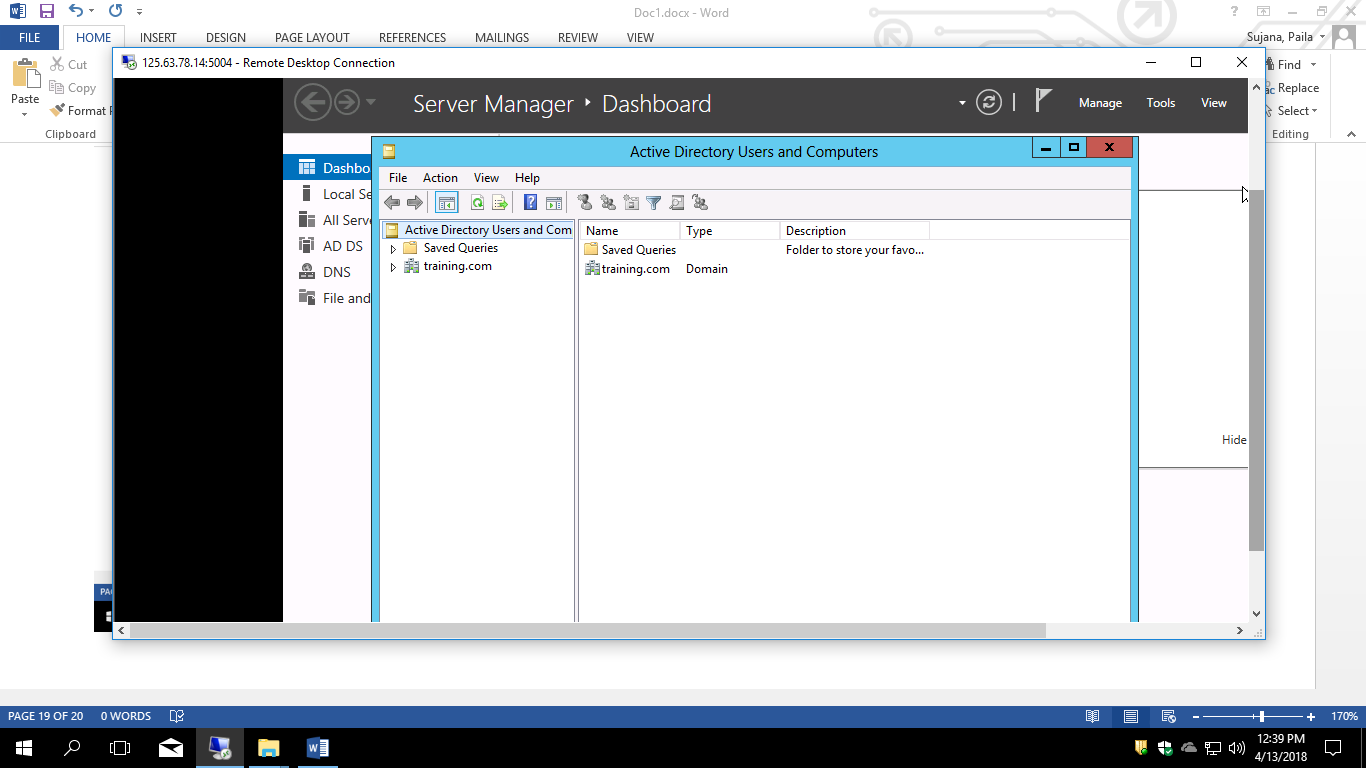 Doc1.docx - Word
?
FILE HOME INSERT DESIGN PAGE LAYOUT REFERENCES MAILINGS REVIEW VIEW Sujana, Paila
125.63.78.14:5004 - Remote Desktop Connection
Paste
Cut
Copy
Format
Clipboard
Find
Replace
Select
Editing
Server Manager Dashboard
Manage Tools View
Dashbo
Local Se
All Serve
AD DS
DNS
File and
Active Directory Users and Computers
File Action View Help
Active Directory Users and Com
Saved Queries
training.com
Name Type Description
Saved Queries Folder to store your favo...
training.com Domain
Hide
PAGE 19 OF 20 0 WORDS 170%
12:39 PM
4/13/2018